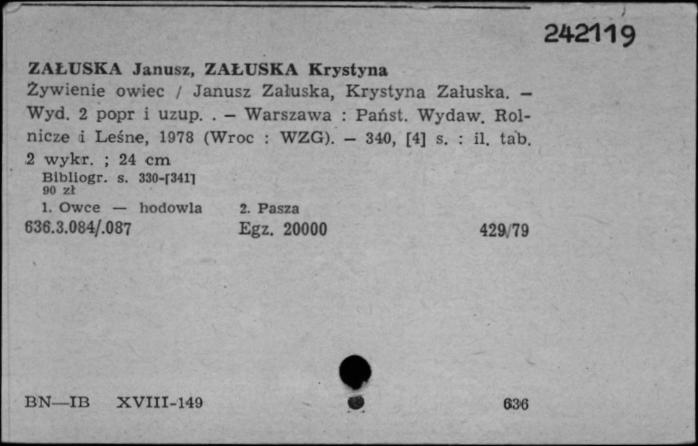 242119
ZAŁUSKA Janusz, ZAŁUSKA Krystyna
Żywienie owiec / Janusz Załuska, Krystyna Załuska. —
Wyd. 2 popr i uzup. . — Warszawa : Państ. Wydaw. Rol-
nicze i Leśne, 1978 (Wroc : WZG). — 340, [4] s. : il. tab.
2 wykr. ; 24 cm
Bibliogr. s. 330-[341]
90 zł
1. Owce — hodowla 2. Pasza
636.3.084/.087 Egz. 20000 429/79
BN—IB XVIII-149 636